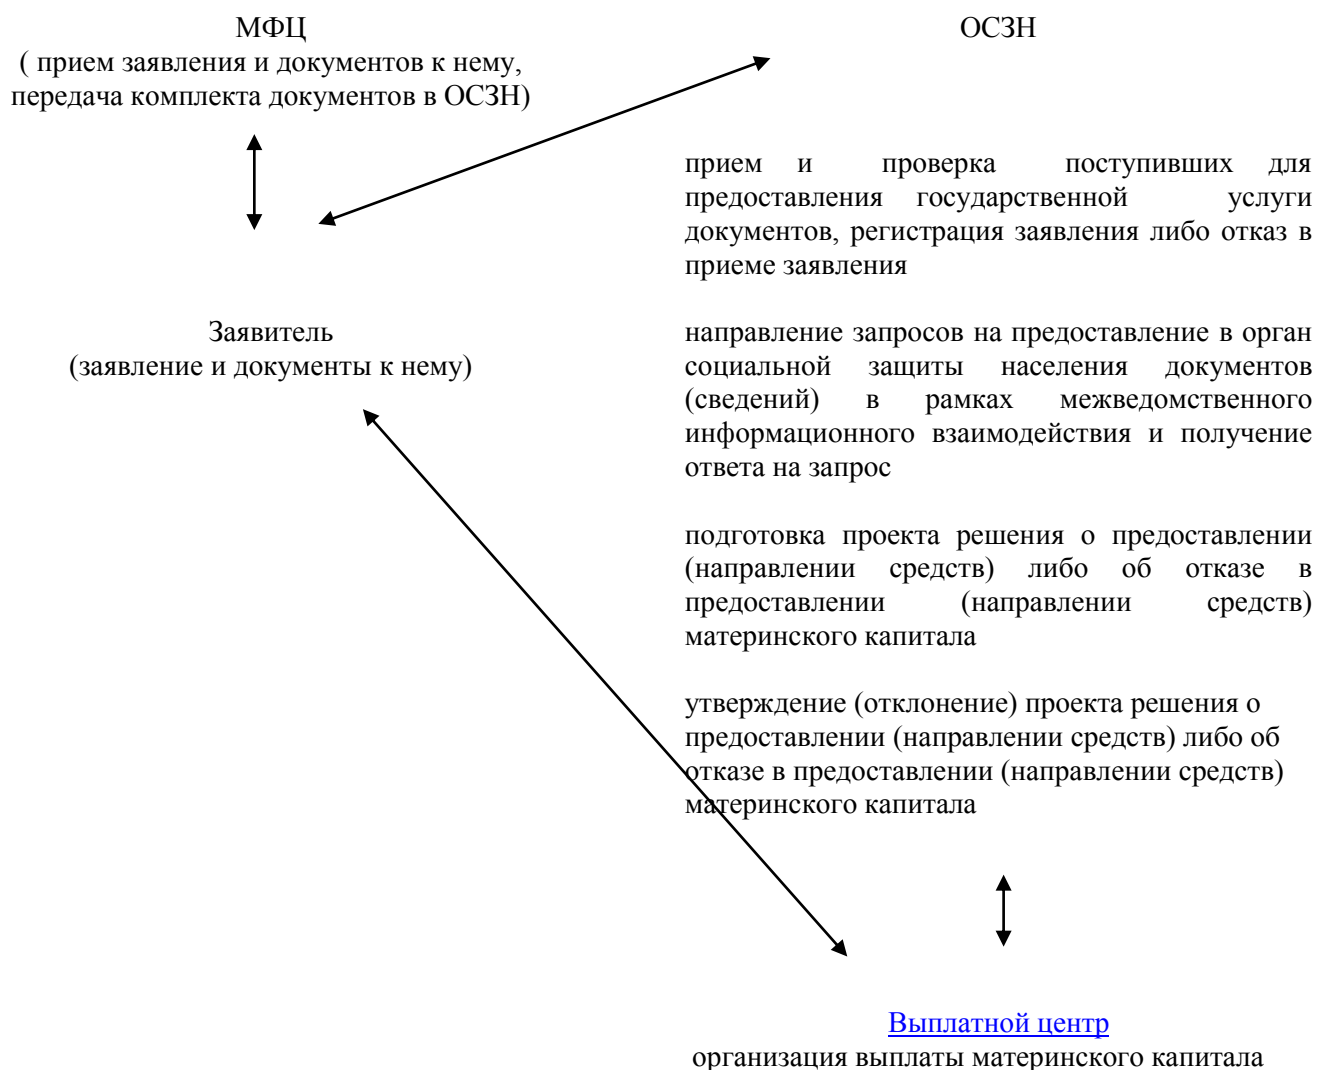 МФЦ
( прием заявления и документов к нему,
передача комплекта документов в ОСЗН)
Заявитель
(заявление и документы к нему)
ОСЗН
прием и проверка поступивших для
предоставления государственной услуги
документов, регистрация заявления либо отказ в
приеме заявления
направление запросов на предоставление в орган
социальной защиты населения документов
(сведений) в рамках межведомственного
информационного взаимодействия и получение
ответа на запрос
подготовка проекта решения о предоставлении
(направлении средств) либо об отказе в
предоставлении (направлении средств)
материнского капитала
утверждение (отклонение) проекта решения о
предоставлении (направлении средств) либо об
отказе в предоставлении (направлении средств)
материнского капитала
Выплатной центр
организация выплаты материнского капитала